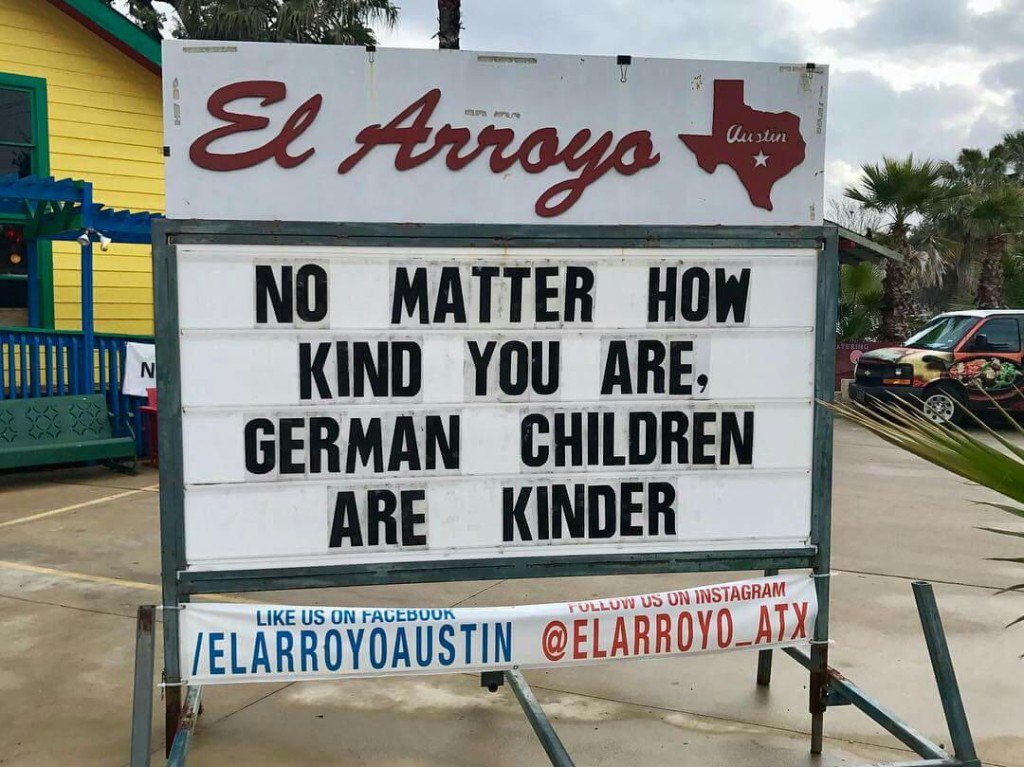 El Arroyo
Austin
NO MATTER HOW
KIND YOU ARE,
GERMAN CHILDREN
ARE KINDER
LIKE US ON FACEBOOK
FOLLOW US ON INSTAGRAM
/ELARROYOAUSTIN
@ELARROYO_ATX
N